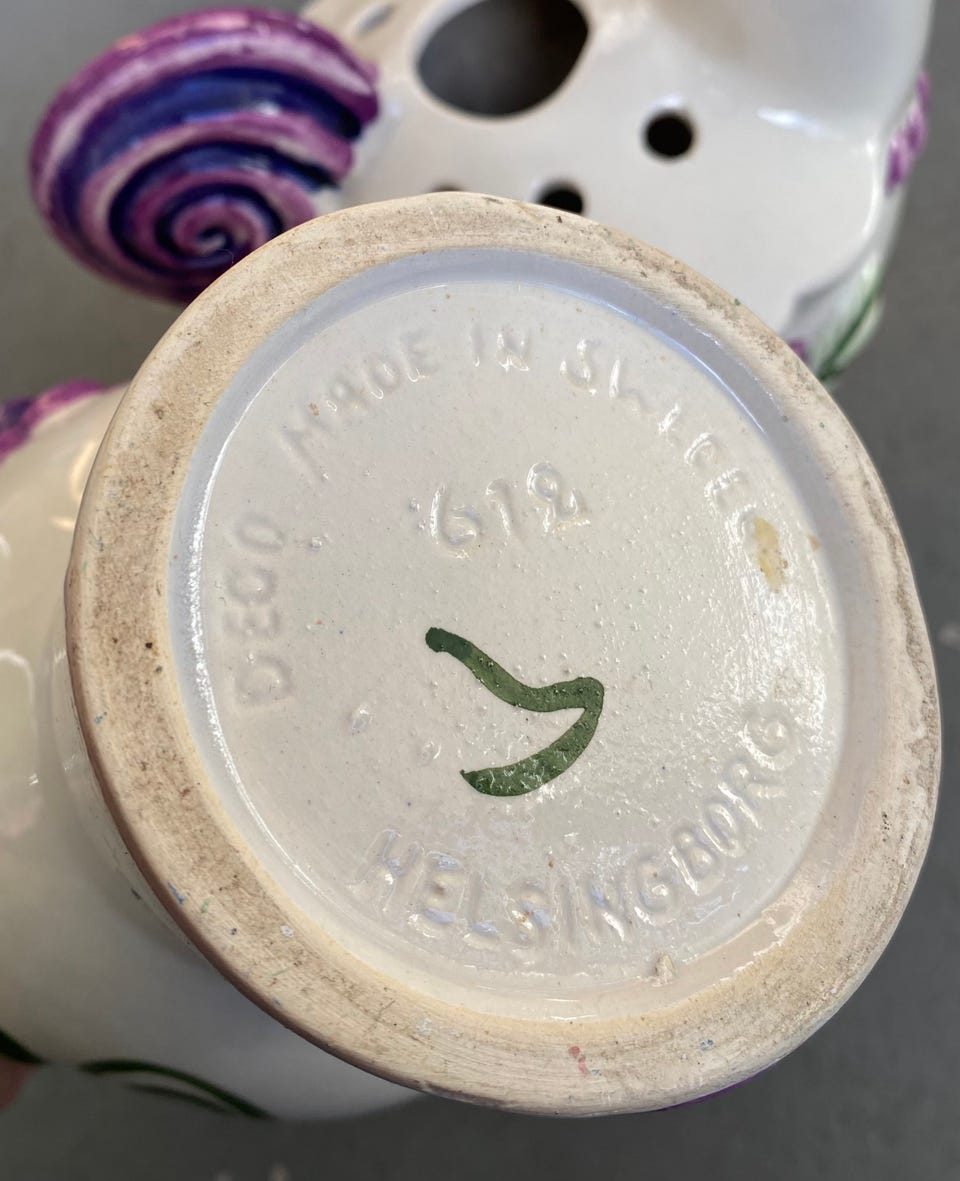 DECO MADE IN SWEDEN
612
HELSINGBORG